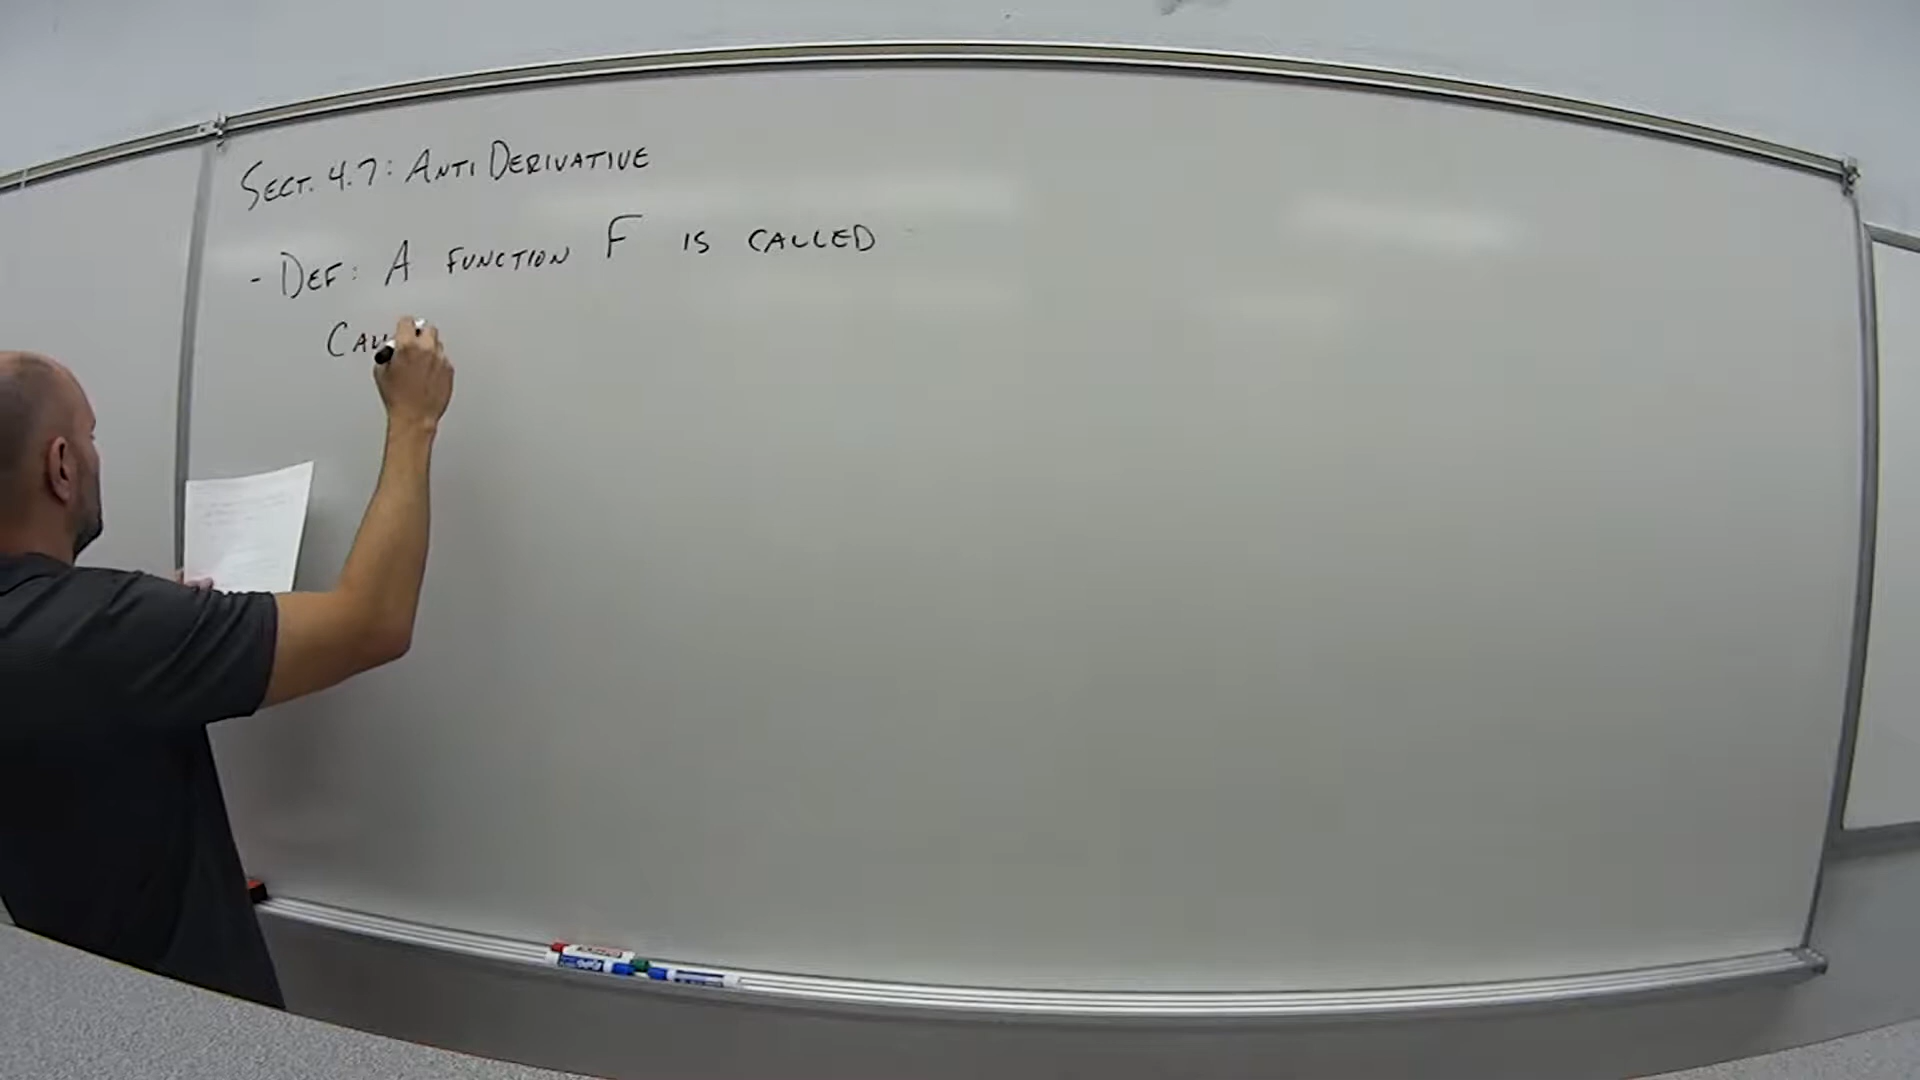 SECT. 4.7: ANTI DERIVATIVE
- DEF: A FUNCTION F IS CALLED